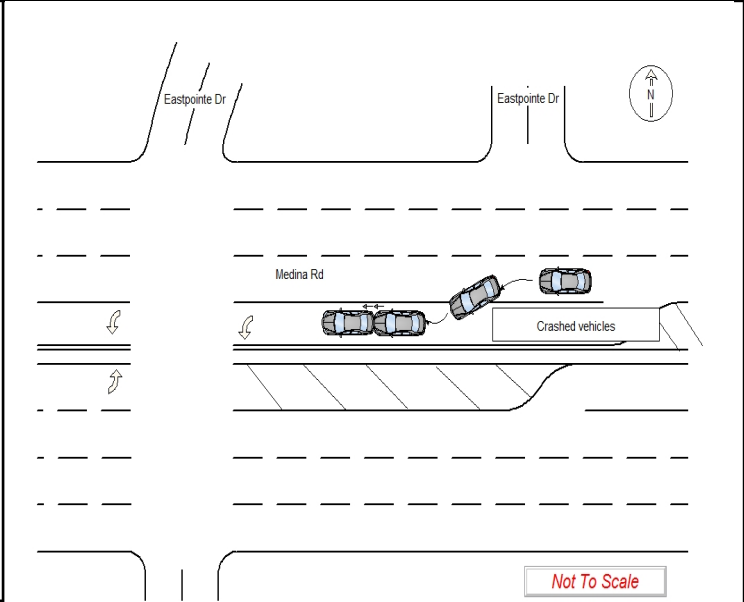 Eastpointe Dr
Eastpointe Dr
N
Medina Rd
Crashed vehicles
Not To Scale